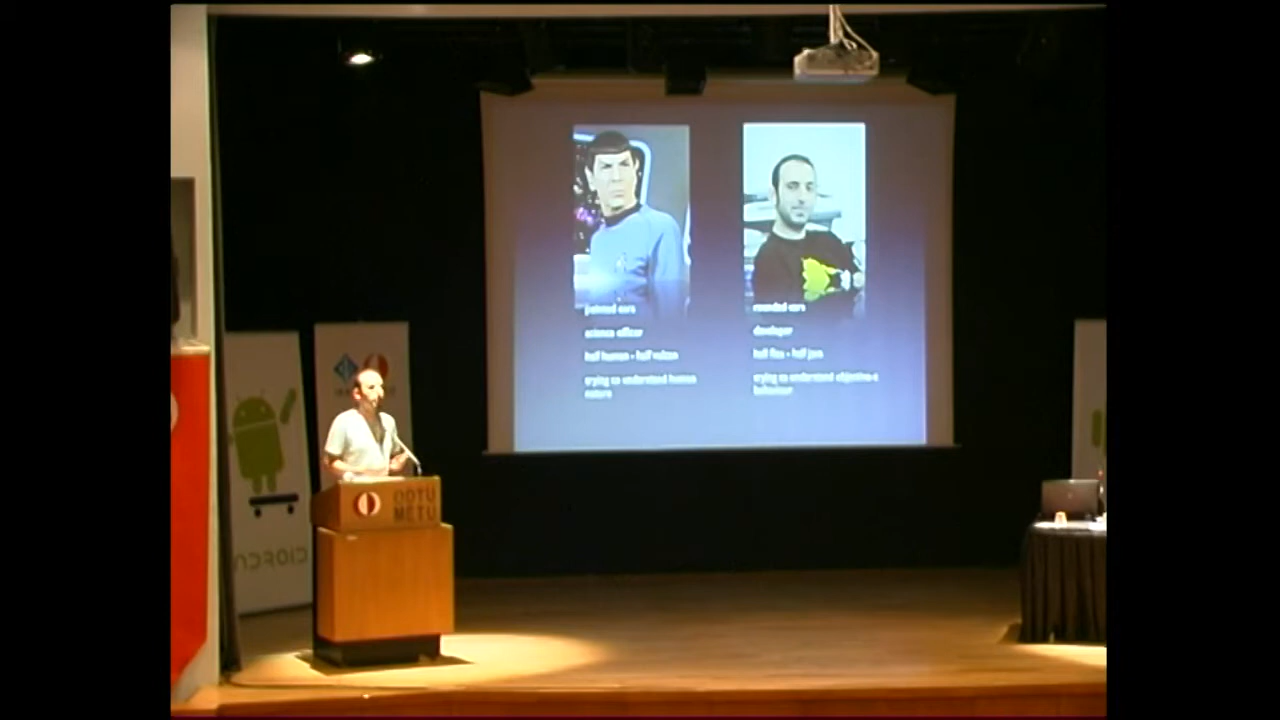 pointed ears
science officer
half human - half vulcan
trying to understand human
nature
rounded ears
developer
half flex - half java
trying to understand objective-c
behaviour
ODTÜ
METU
ANDROID